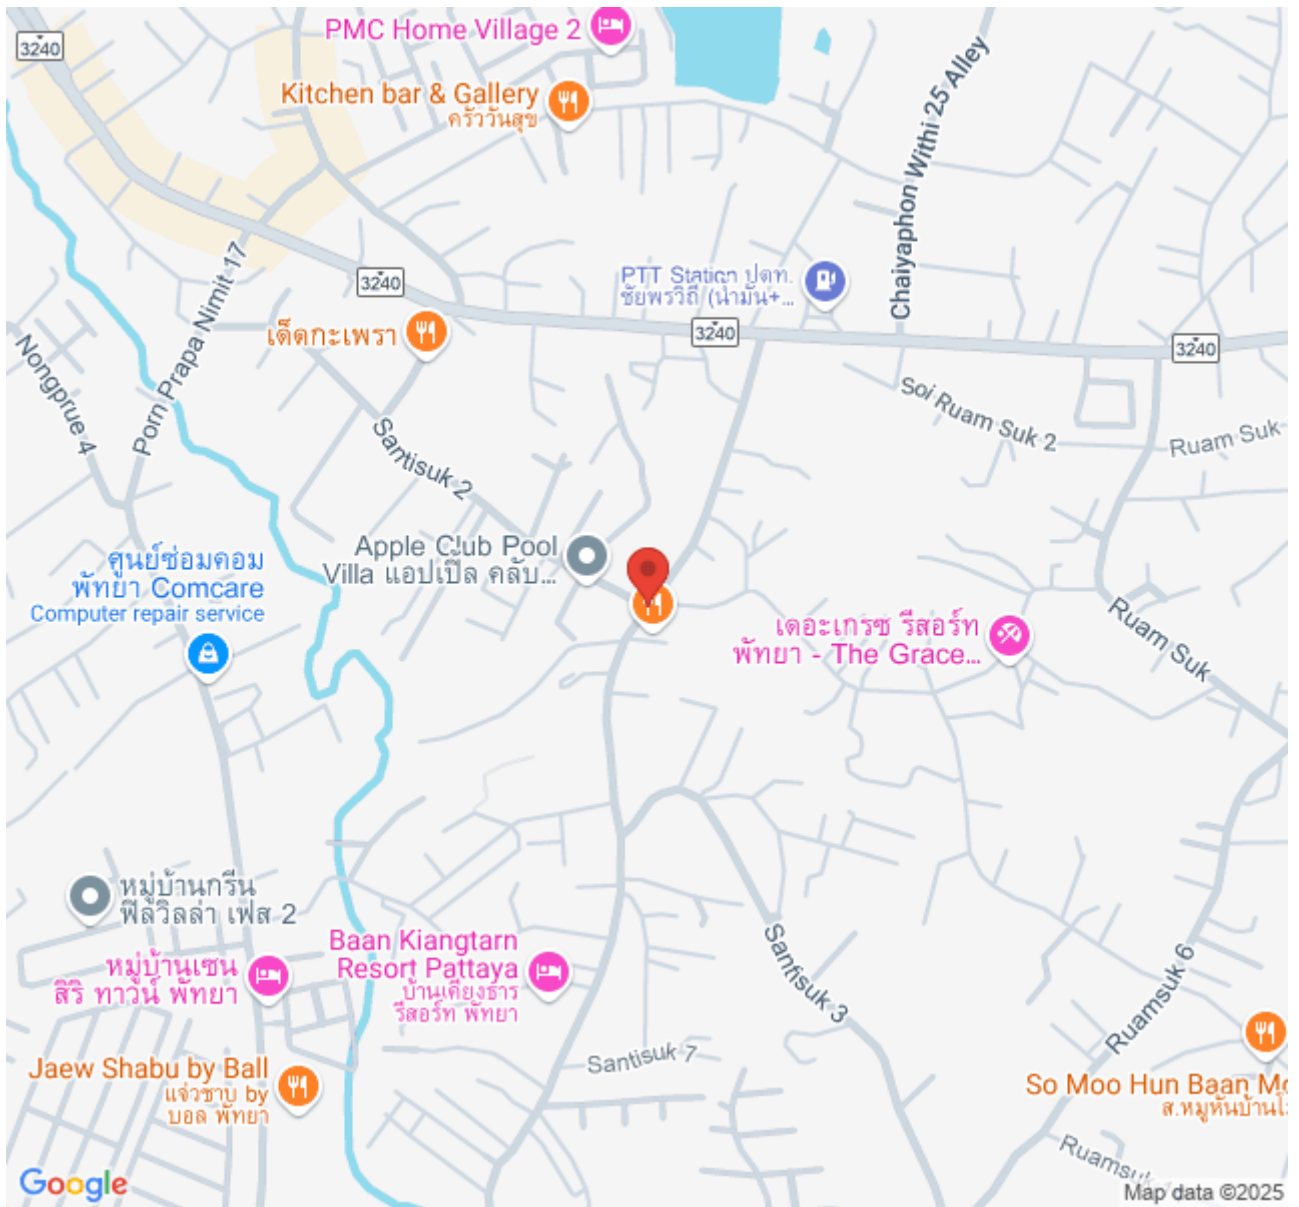 PMC Home Village 2
3240
Kitchen bar & Gallery
ครัววันสุข
Chaiyaphon Withi 25 Alley
Porn Prapa Nimit 17
3240
PTT Station ปตท.
ชัยพรวิถี (น้ำมัน+...
เด็ดกะเพรา
3240
3240
Nongprue 4
Soi Ruam Suk 2
Ruam Suk
Santisuk 2
Apple Club Pool
Villa แอปเปิ้ล คลับ...
ศูนย์ซ่อมคอม
พัทยา Comcare
Computer repair service
เดอะเกรซ รีสอร์ท
พัทยา - The Grace...
Ruam Suk
หมู่บ้านกรีน
ฟิลวิลล่า เฟส 2
Baan Kiangtarn
Resort Pattaya
บ้านเคียงธาร
รีสอร์ท พัทยา
หมู่บ้านเซน
สิริ ทาวน์ พัทยา
Santisuk 3
Ruamsuk 6
Santisuk 7
Jaew Shabu by Ball
แจ่วชาบู by
บอล พัทยา
So Moo Hun Baan Mo
ส.หมูหันบ้าน
Ruamsuk
Google
Map data ©2025